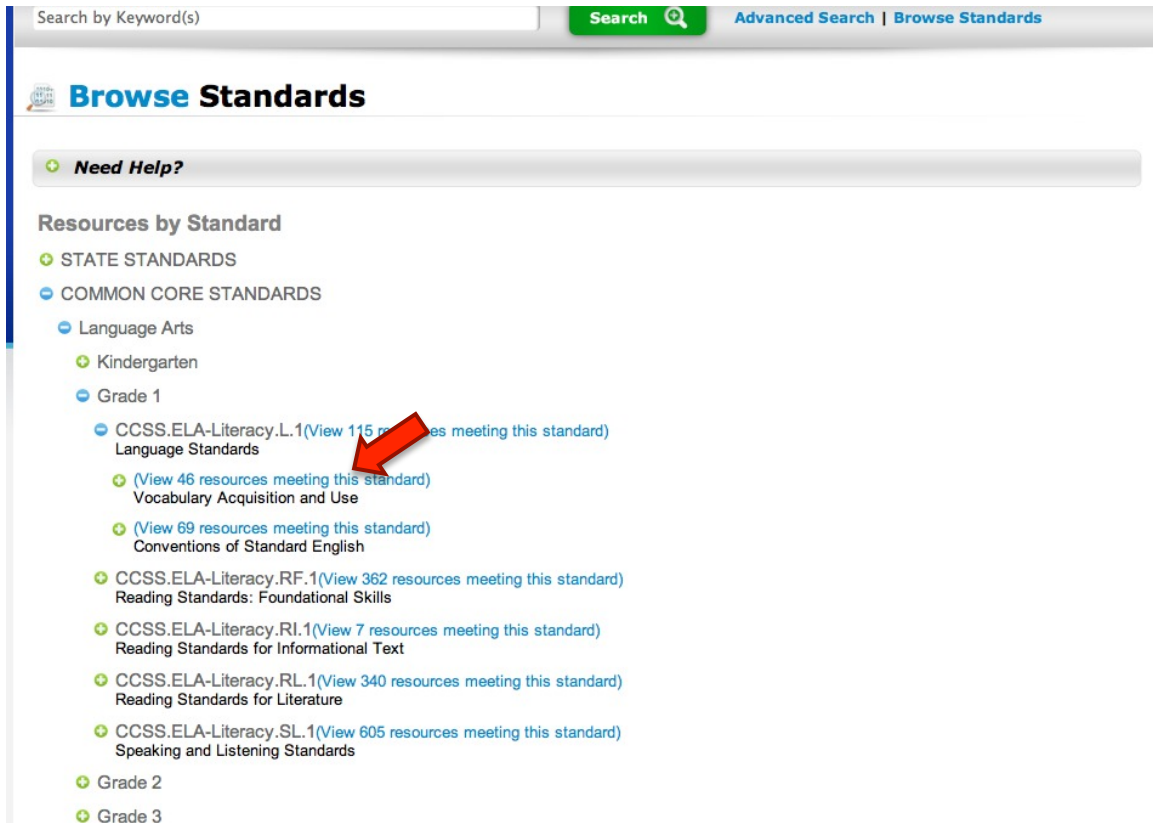 Search by Keyword(s) Search Advanced Search | Browse Standards
Browse Standards
Need Help?
Resources by Standard
STATE STANDARDS
COMMON CORE STANDARDS
Language Arts
Kindergarten
Grade 1
CCSS.ELA-Literacy.L.1(View 115 resources meeting this standard)
Language Standards
(View 46 resources meeting this standard)
Vocabulary Acquisition and Use
(View 69 resources meeting this standard)
Conventions of Standard English
CCSS.ELA-Literacy.RF.1(View 362 resources meeting this standard)
Reading Standards: Foundational Skills
CCSS.ELA-Literacy.RI.1(View 7 resources meeting this standard)
Reading Standards for Informational Text
CCSS.ELA-Literacy.RL.1(View 340 resources meeting this standard)
Reading Standards for Literature
CCSS.ELA-Literacy.SL.1(View 605 resources meeting this standard)
Speaking and Listening Standards
Grade 2
Grade 3